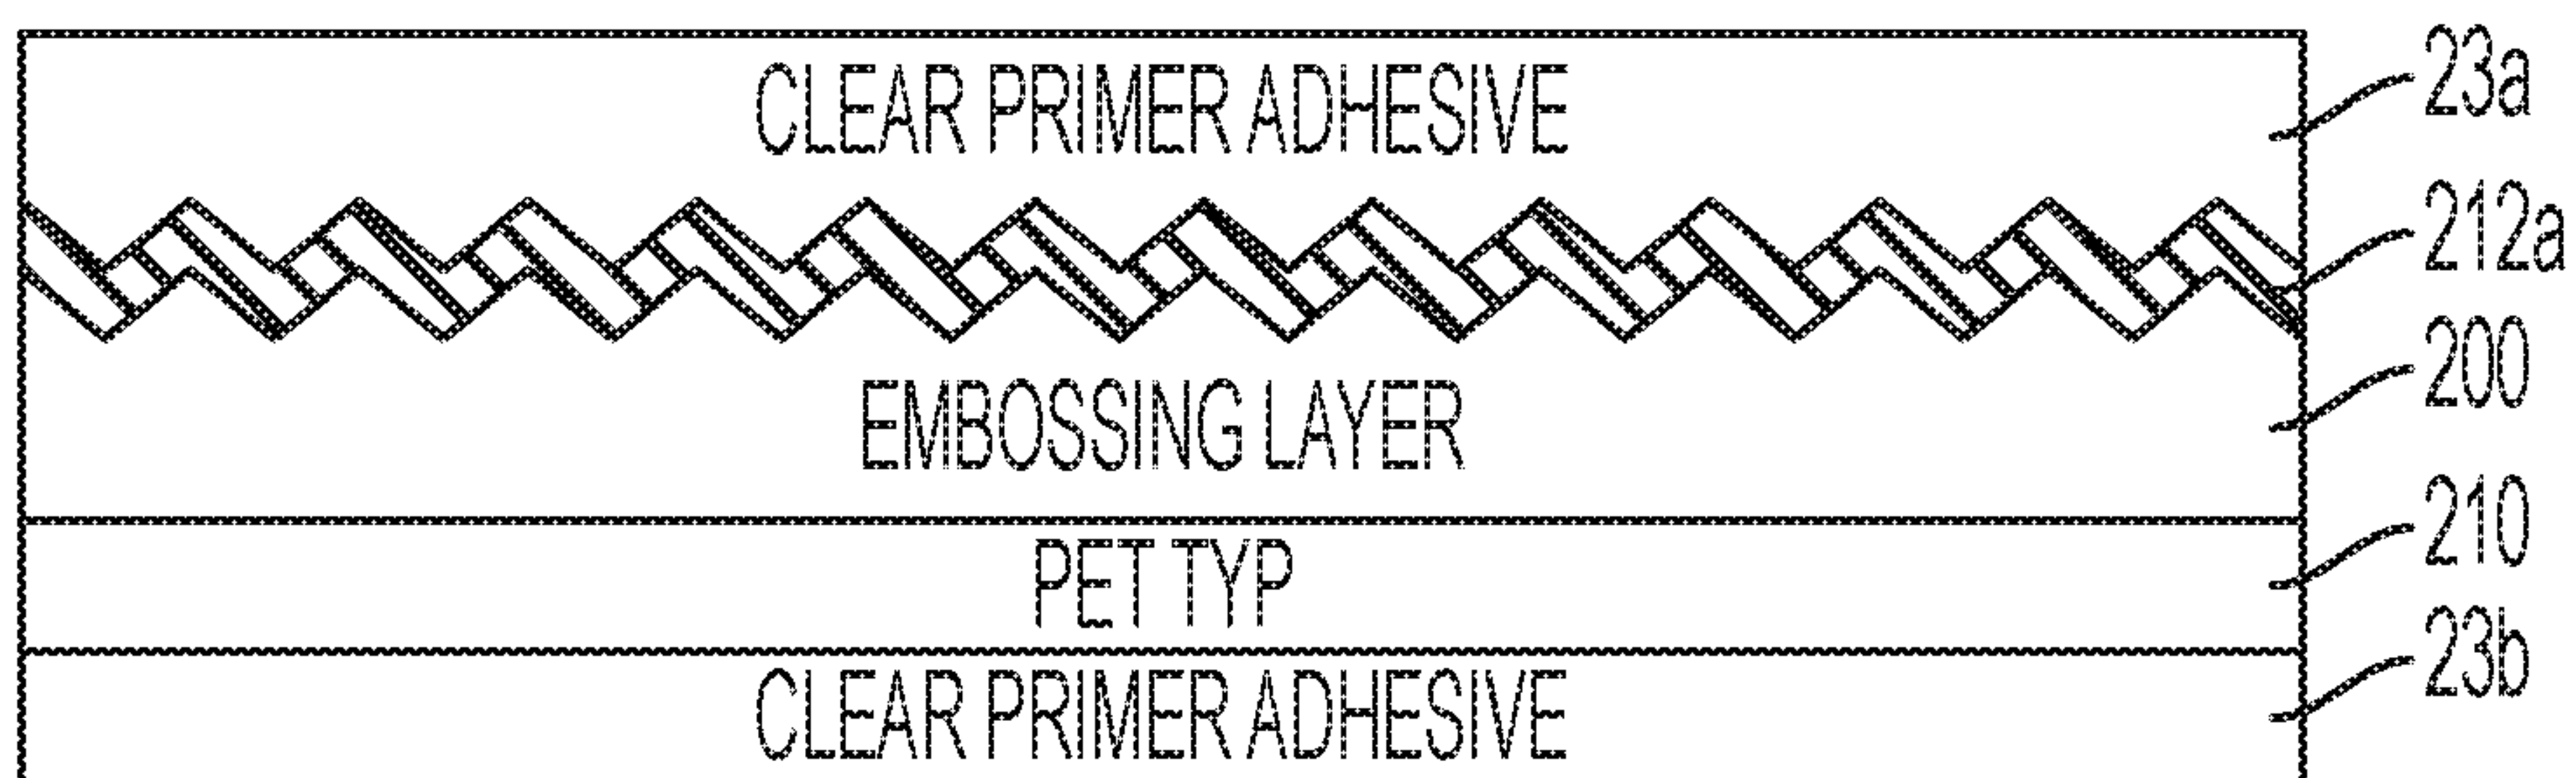 CLEAR PRIMER ADHESIVE
23a
212a
EMBOSSING LAYER
200
PET TYP
210
CLEAR PRIMER ADHESIVE
23b